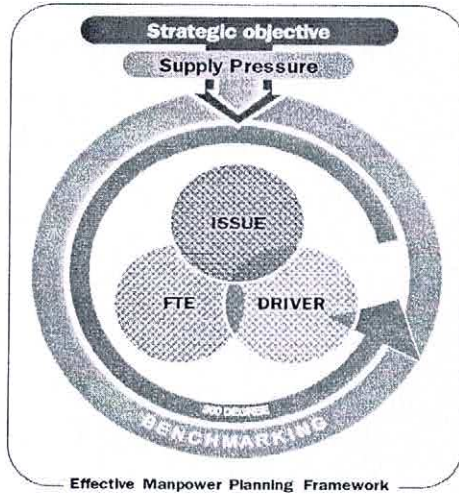 Strategic objective
Supply Pressure
ISSUE
FTE
DRIVER
BENCHMARKING
Effective Manpower Planning Framework